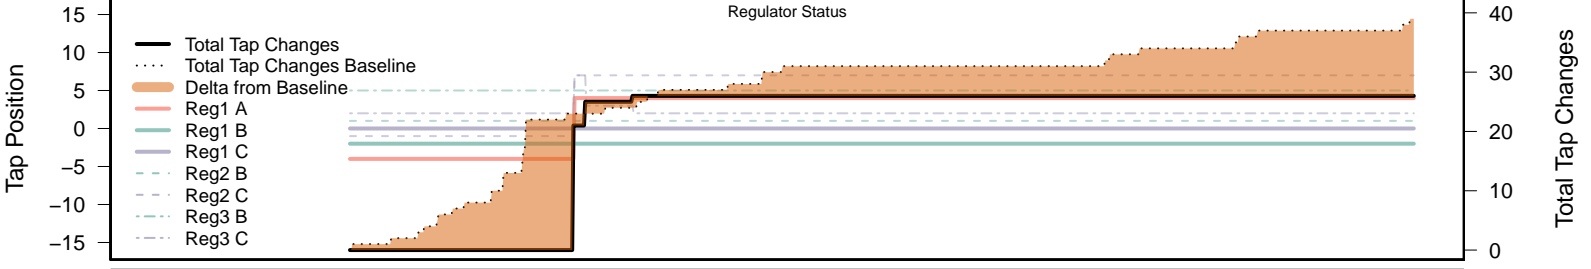 Regulator Status
Tap Position
15
10
5
0
−5
−10
−15
Total Tap Changes
Total Tap Changes Baseline
Delta from Baseline
Reg1 A
Reg1 B
Reg1 C
Reg2 B
Reg2 C
Reg3 B
Reg3 C
40
30
20
10
0
Total Tap Changes